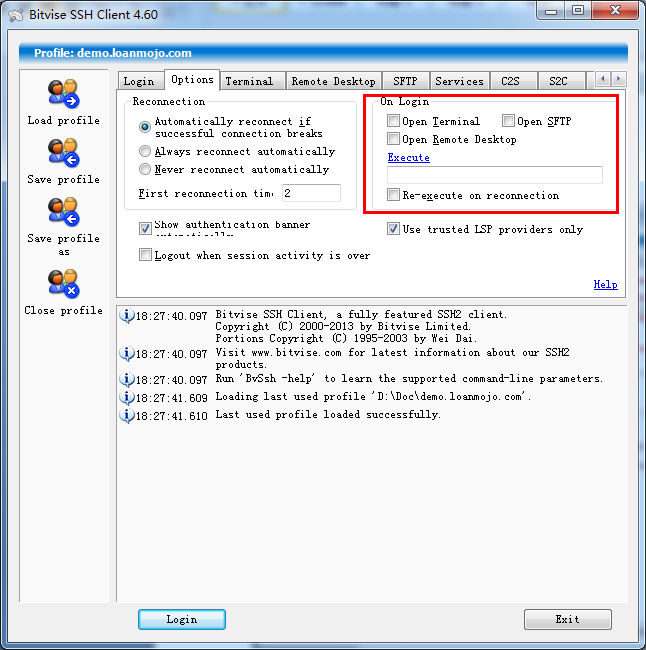 Bitvise SSH Client 4.60
Profile: demo.loanmojo.com
Load profile
Save profile
Save profile
as
Close profile
Login Options Terminal Remote Desktop SFTP Services C2S S2C
Reconnection
Automatically reconnect if
successful connection breaks
Always reconnect automatically
Never reconnect automatically
First reconnection time 2
Show authentication banner
automatically
Logout when session activity is over
On Login
Open Terminal Open SFTP
Open Remote Desktop
Execute
Re-execute on reconnection
Use trusted LSP providers only
Help
18:27:40.097 Bitvise SSH Client, a fully featured SSH2 client.
Copyright (C) 2000-2013 by Bitvise Limited.
Portions Copyright (C) 1995-2003 by Wei Dai.
18:27:40.097 Visit www.bitvise.com for latest information about our SSH2
products.
18:27:40.097 Run 'BvSsh -help' to learn the supported command-line parameters.
18:27:41.609 Loading last used profile 'D:\Doc\demo.loanmojo.com'.
18:27:41.610 Last used profile loaded successfully.
Login
Exit